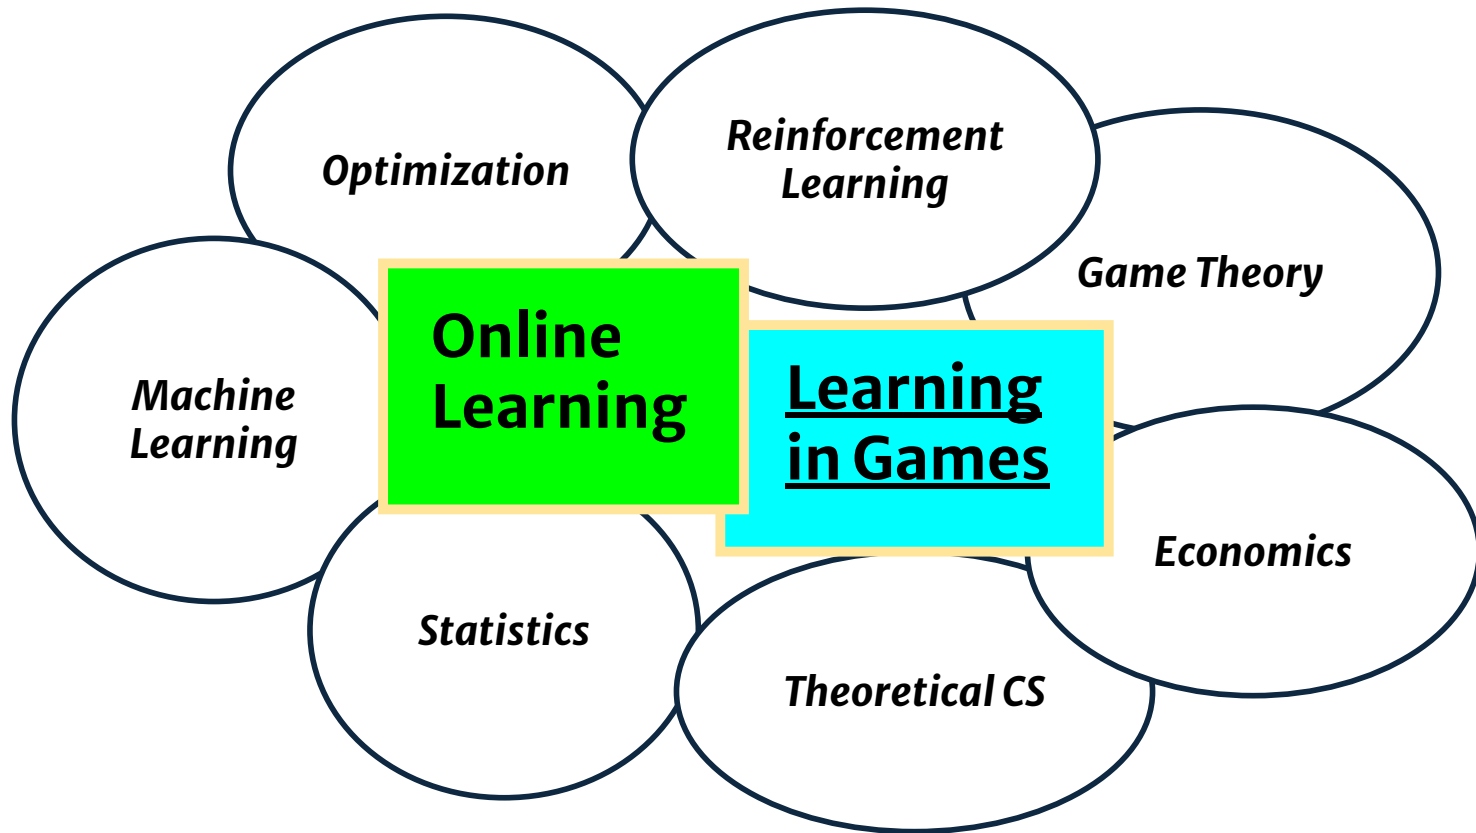 Reinforcement
Learning
Optimization
Game Theory
Online
Learning
Learning
in Games
Machine
Learning
Economics
Statistics
Theoretical CS